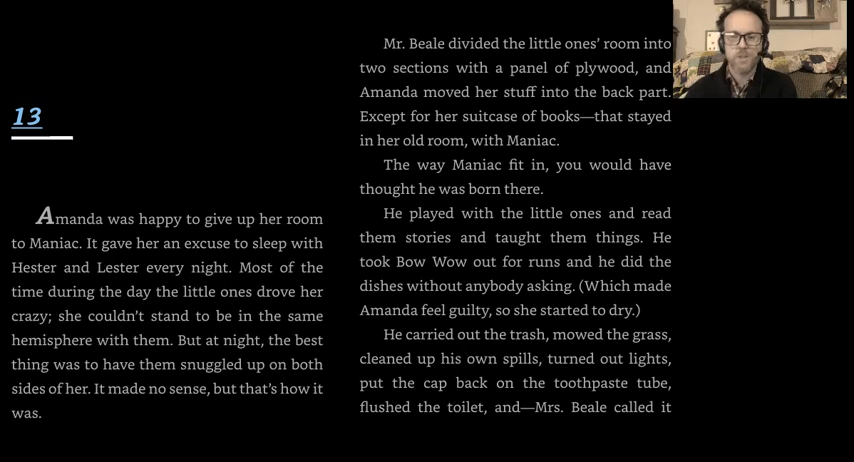 13
Amanda was happy to give up her room
to Maniac. It gave her an excuse to sleep with
Hester and Lester every night. Most of the
time during the day the little ones drove her
crazy; she couldn’t stand to be in the same
hemisphere with them. But at night, the best
thing was to have them snuggled up on both
sides of her. It made no sense, but that’s how it
was.
Mr. Beale divided the little ones’ room into
two sections with a panel of plywood, and
Amanda moved her stuff into the back part.
Except for her suitcase of books—that stayed
in her old room, with Maniac.
The way Maniac fit in, you would have
thought he was born there.
He played with the little ones and read
them stories and taught them things. He
took Bow Wow out for runs and he did the
dishes without anybody asking. (Which made
Amanda feel guilty, so she started to dry.)
He carried out the trash, mowed the grass,
cleaned up his own spills, turned out lights,
put the cap back on the toothpaste tube,
flushed the toilet, and—Mrs. Beale called it